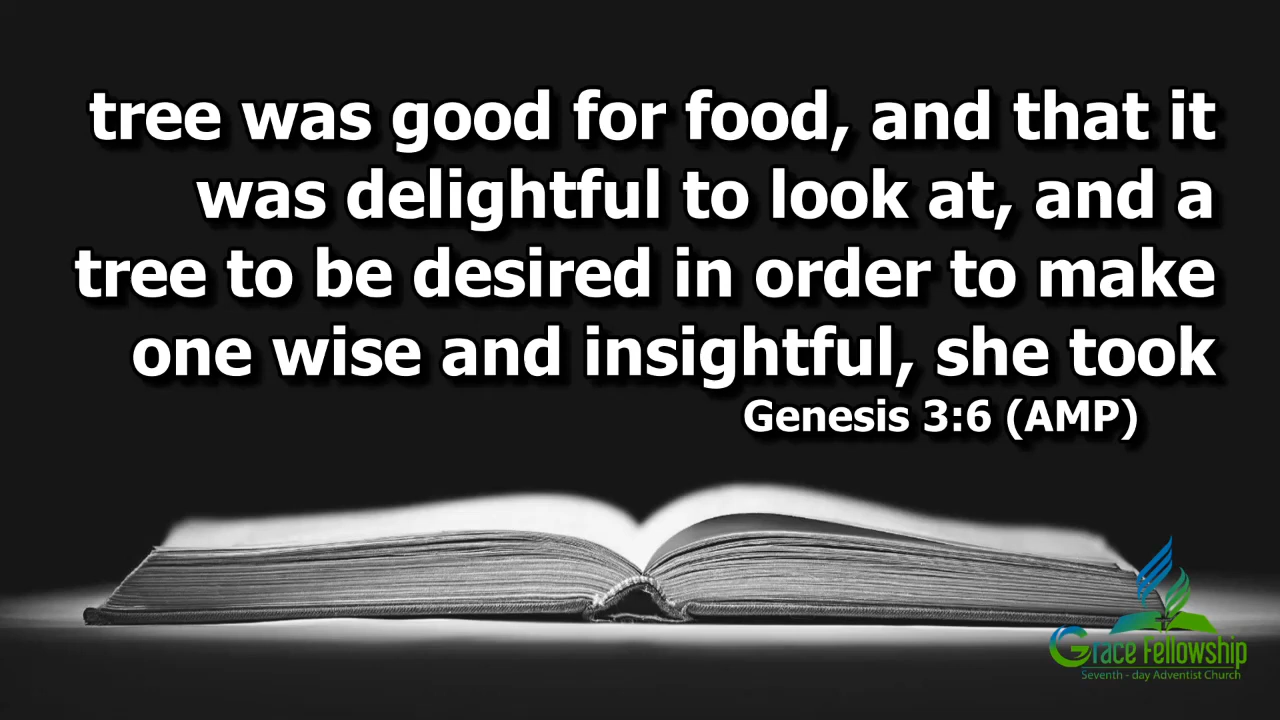 tree was good for food, and that it
was delightful to look at, and a
tree to be desired in order to make
one wise and insightful, she took
Genesis 3:6 (AMP)
Grace Fellowship
Seventh - day Adventist Church